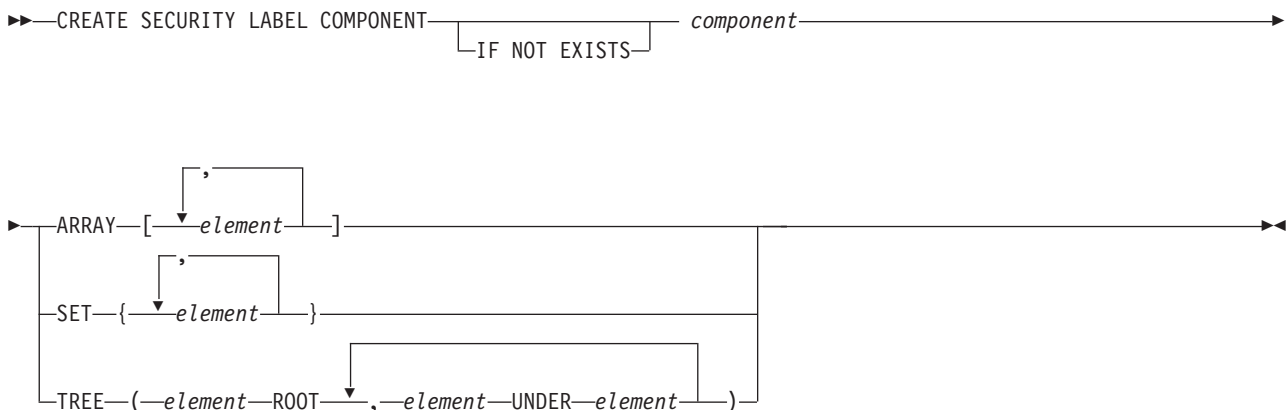 CREATE SECURITY LABEL COMPONENT component
IF NOT EXISTS
,
ARRAY [ element ]
,
SET { element }
TREE ( element ROOT , element UNDER element )